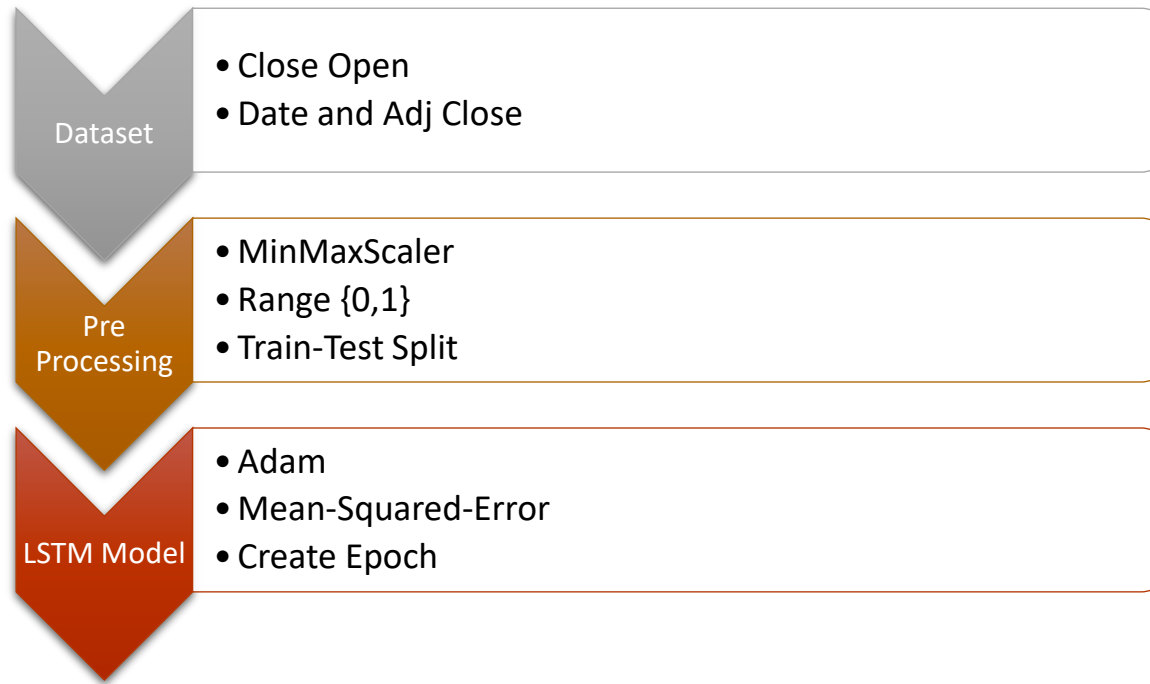 Dataset
• Close Open
• Date and Adj Close
Pre
Processing
• MinMaxScaler
• Range {0,1}
• Train-Test Split
LSTM Model
• Adam
• Mean-Squared-Error
• Create Epoch